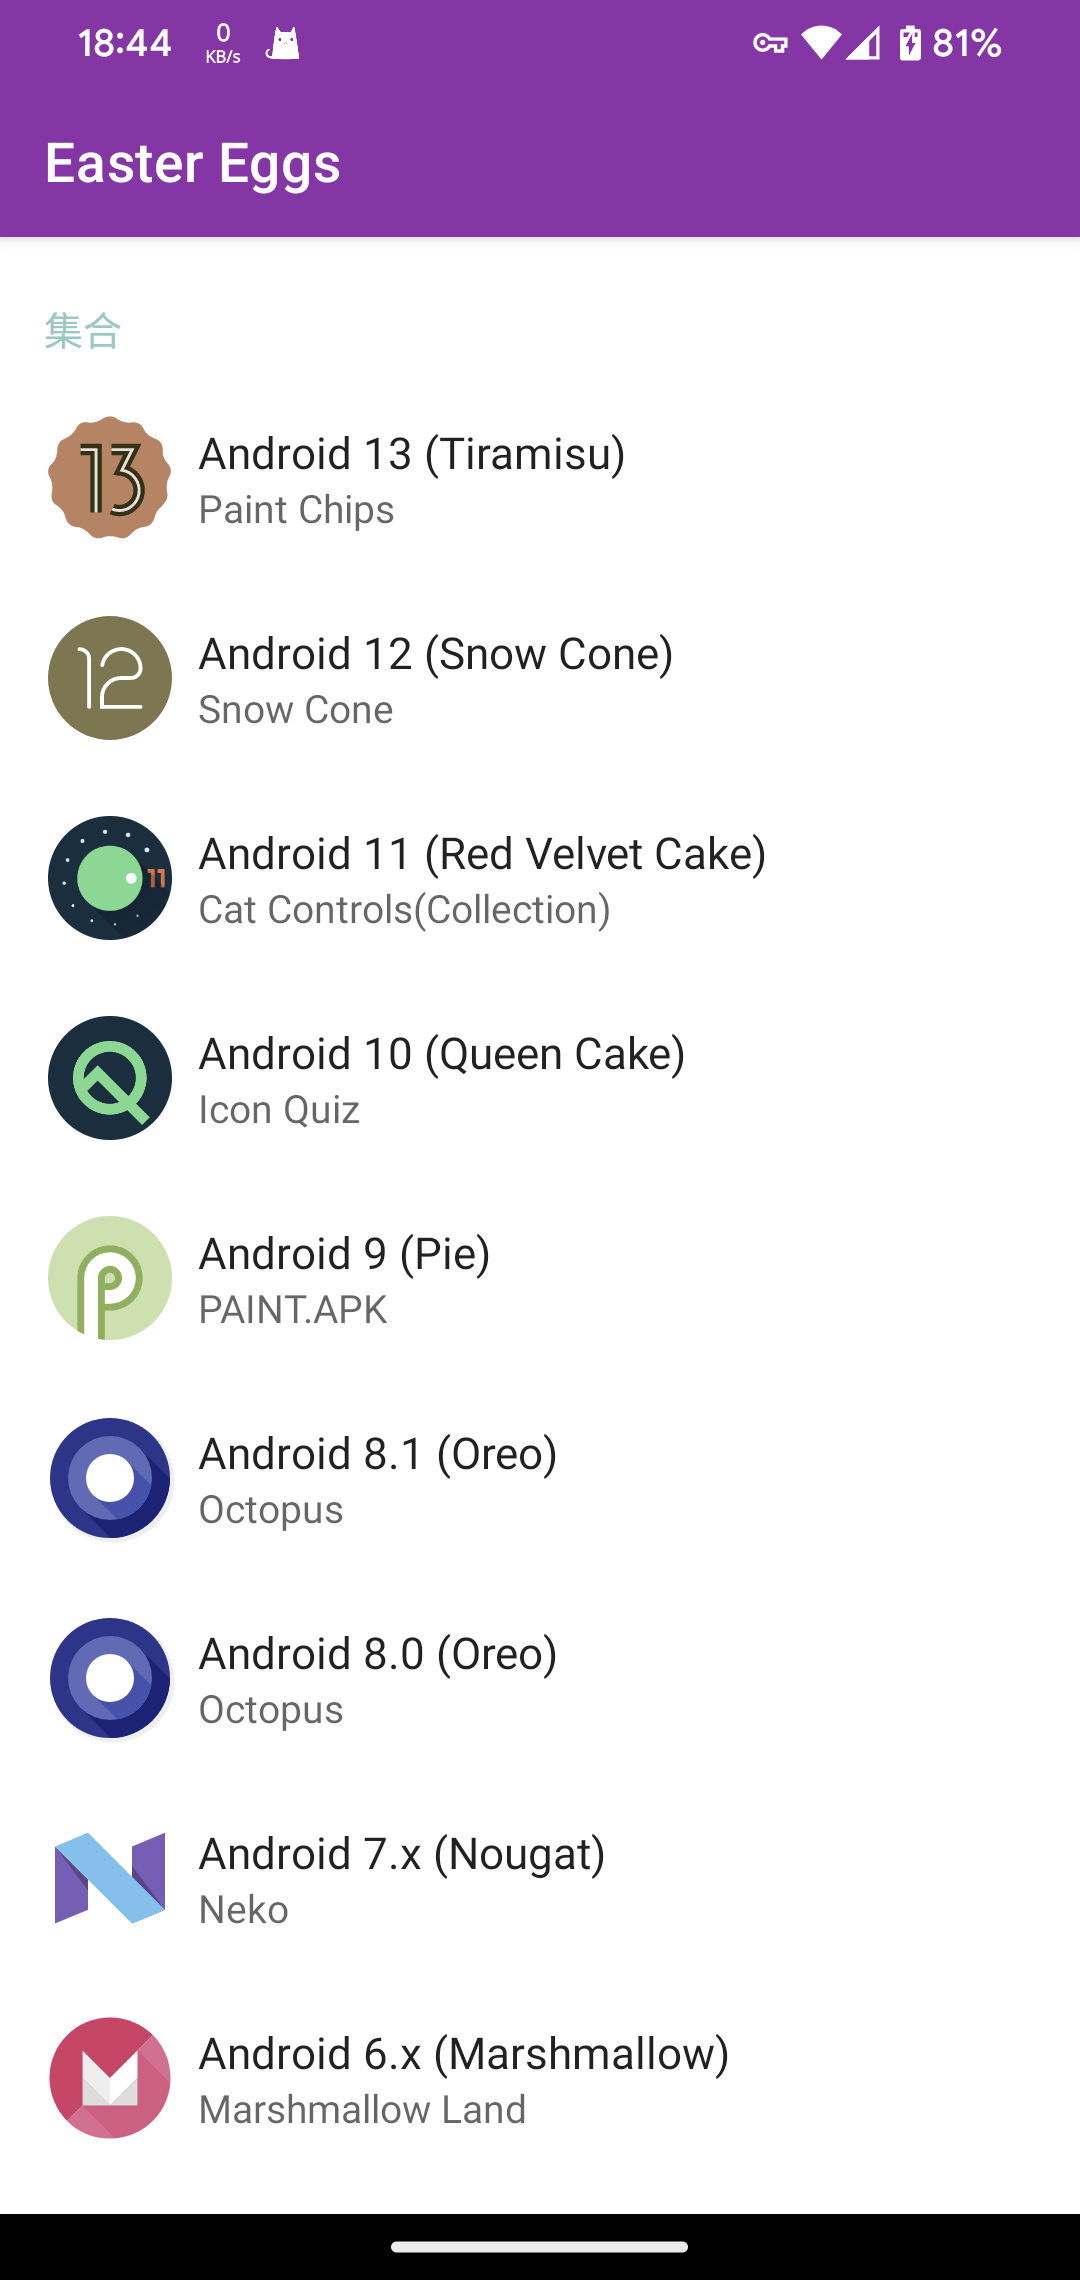 18:44 0 KB/s 81%
Easter Eggs
集合
13
Android 13 (Tiramisu)
Paint Chips
12
Android 12 (Snow Cone)
Snow Cone
11
Android 11 (Red Velvet Cake)
Cat Controls(Collection)
Android 10 (Queen Cake)
Icon Quiz
Android 9 (Pie)
PAINT.APK
Android 8.1 (Oreo)
Octopus
Android 8.0 (Oreo)
Octopus
Android 7.x (Nougat)
Neko
Android 6.x (Marshmallow)
Marshmallow Land